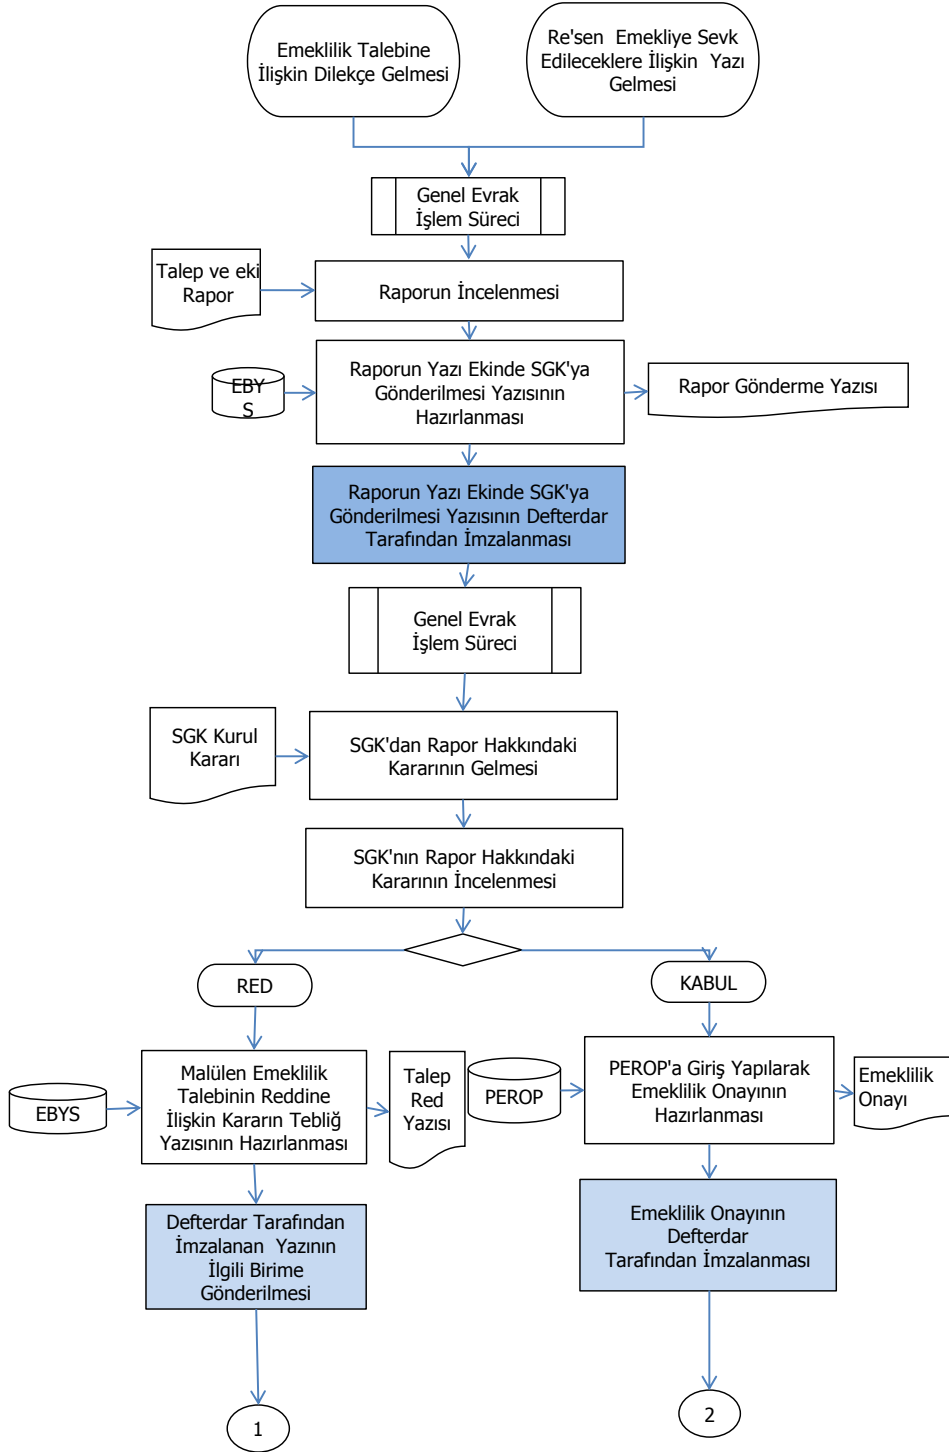 Emeklilik Talebine
İlişkin Dilekçe Gelmesi
Re'sen Emekliye Sevk
Edileceklere İlişkin Yazı
Gelmesi
Genel Evrak
İşlem Süreci
Talep ve eki
Rapor
Raporun İncelenmesi
EBY
S
Raporun Yazı Ekinde SGK'ya
Gönderilmesi Yazısının
Hazırlanması
Rapor Gönderme Yazısı
Raporun Yazı Ekinde SGK'ya
Gönderilmesi Yazısının Defterdar
Tarafından İmzalanması
Genel Evrak
İşlem Süreci
SGK Kurul
Kararı
SGK'dan Rapor Hakkındaki
Kararının Gelmesi
SGK'nın Rapor Hakkındaki
Kararının İncelenmesi
RED
KABUL
EBYS
Malülen Emeklilik
Talebinin Reddine
İlişkin Kararın Tebliğ
Yazısının Hazırlanması
Talep
Red
Yazısı
PEROP
PEROP'a Giriş Yapılarak
Emeklilik Onayının
Hazırlanması
Emeklilik
Onayı
Defterdar Tarafından
İmzalanan Yazının
İlgili Birime
Gönderilmesi
Emeklilik Onayının
Defterdar
Tarafından İmzalanması
1
2